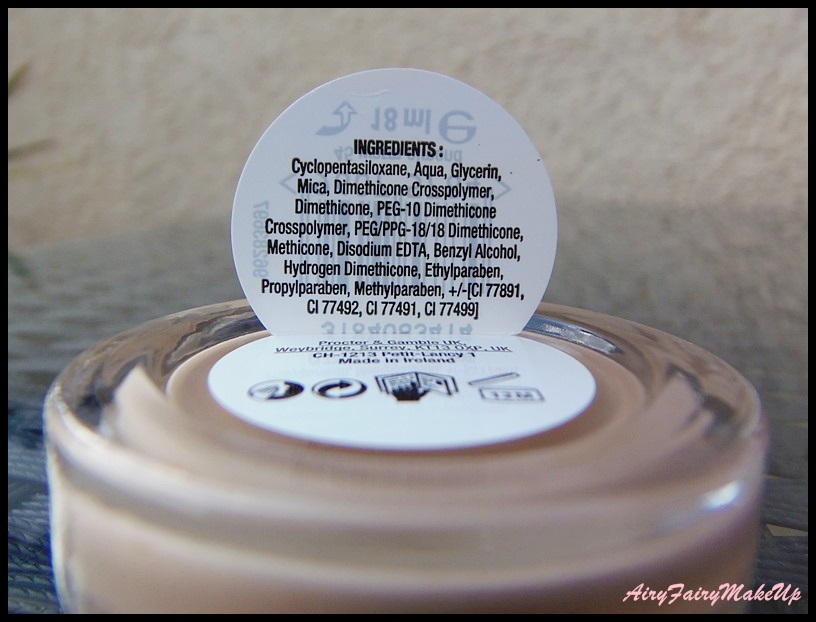 INGREDIENTS :
Cyclopentasiloxane, Aqua, Glycerin,
Mica, Dimethicone Crosspolymer,
Dimethicone, PEG-10 Dimethicone
Crosspolymer, PEG/PPG-18/18 Dimethicone,
Methicone, Disodium EDTA, Benzyl Alcohol,
Hydrogen Dimethicone, Ethylparaben,
Propylparaben, Methylparaben, +/-[CI 77891,
CI 77492, CI 77491, CI 77499]
18 ml e
Procter & Gamble UK
Weybridge, Surrey, KT13 0XP, UK
CH-1213 Petit-Lancy 1
Made in Ireland
12M
AiryFairyMakeUp